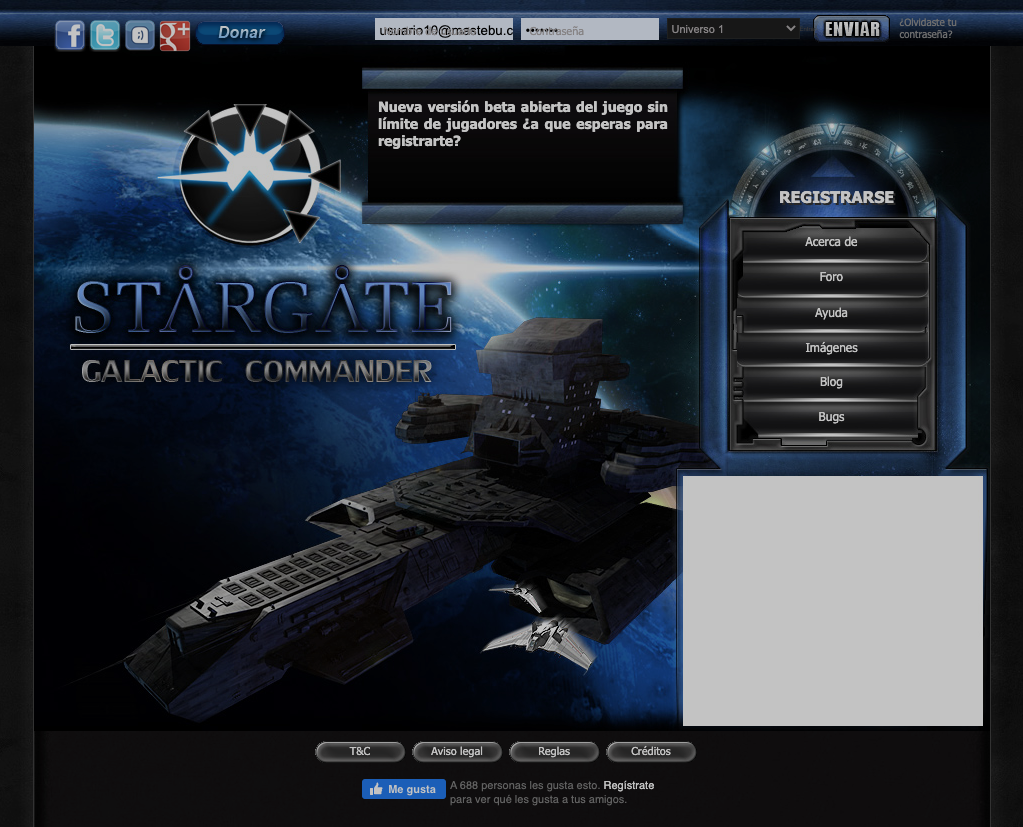 Donar
usuario10@mastebu.c
Contraseña
Universo 1
ENVIAR
¿Olvidaste tu
contraseña?
Nueva versión beta abierta del juego sin
límite de jugadores ¿a que esperas para
registrarte?
REGISTRARSE
STARGATE
GALACTIC COMMANDER
Acerca de
Foro
Ayuda
Imágenes
Blog
Bugs
T&C
Aviso legal
Reglas
Créditos
Me gusta
A 688 personas les gusta esto. Regístrate
para ver qué les gusta a tus amigos.